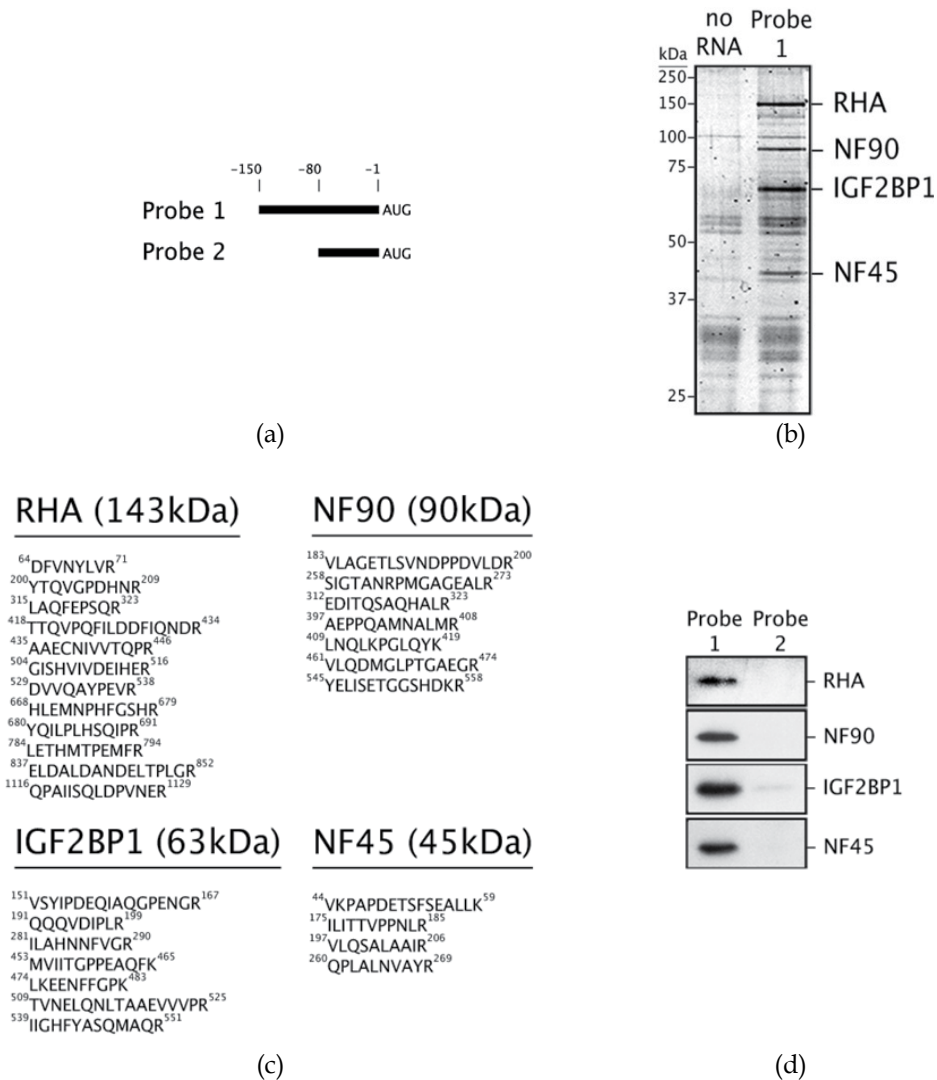 -150 -80 -1
Probe 1 AUG
Probe 2 AUG
(a)
no RNA Probe 1
kDa
250
150
100
75
50
37
25
RHA
NF90
IGF2BP1
NF45
(b)
RHA (143kDa)
64DFVNYLVR71
200YTQVGPDHNR209
315LAQFEPSQR323
418TTQVPQFILDDFIQNDR434
435AAECNIVVTQPR446
504GISHVIVDEIHER516
529DVVQAYPEVR538
668HLEMNPHFGSHR679
680YQILPLHSQIPR691
784LETHMTPEMFR794
837ELDALDANDELTPLGR852
1116QPAIISQLDPVNER1129
NF90 (90kDa)
183VLAGETLSVNDPPDVLDR200
258SIGTANRPMGAGEALR273
312EDITQSAQHALR323
397AEPPQAMNALMR408
409LNQLKPGLQYK419
461VLQDMGLPTGAEGR474
545YELISETGGSHDKR558
IGF2BP1 (63kDa)
151VSYIPDEQIAQGPENGR167
191QQQVDIPLR199
281ILAHNNFVGR290
453MVIITGPPEAQFK465
474LKEENFFGPK483
509TVNELQNLTAAEVVVPR525
539IIGHFYASQMAQR551
NF45 (45kDa)
44VKPAPDETSFSEALLK59
175ILITTVPPNLR185
197VLQSALAAIR206
260QPLALNVAYR269
(c)
Probe 1 Probe 2
RHA
NF90
IGF2BP1
NF45
(d)